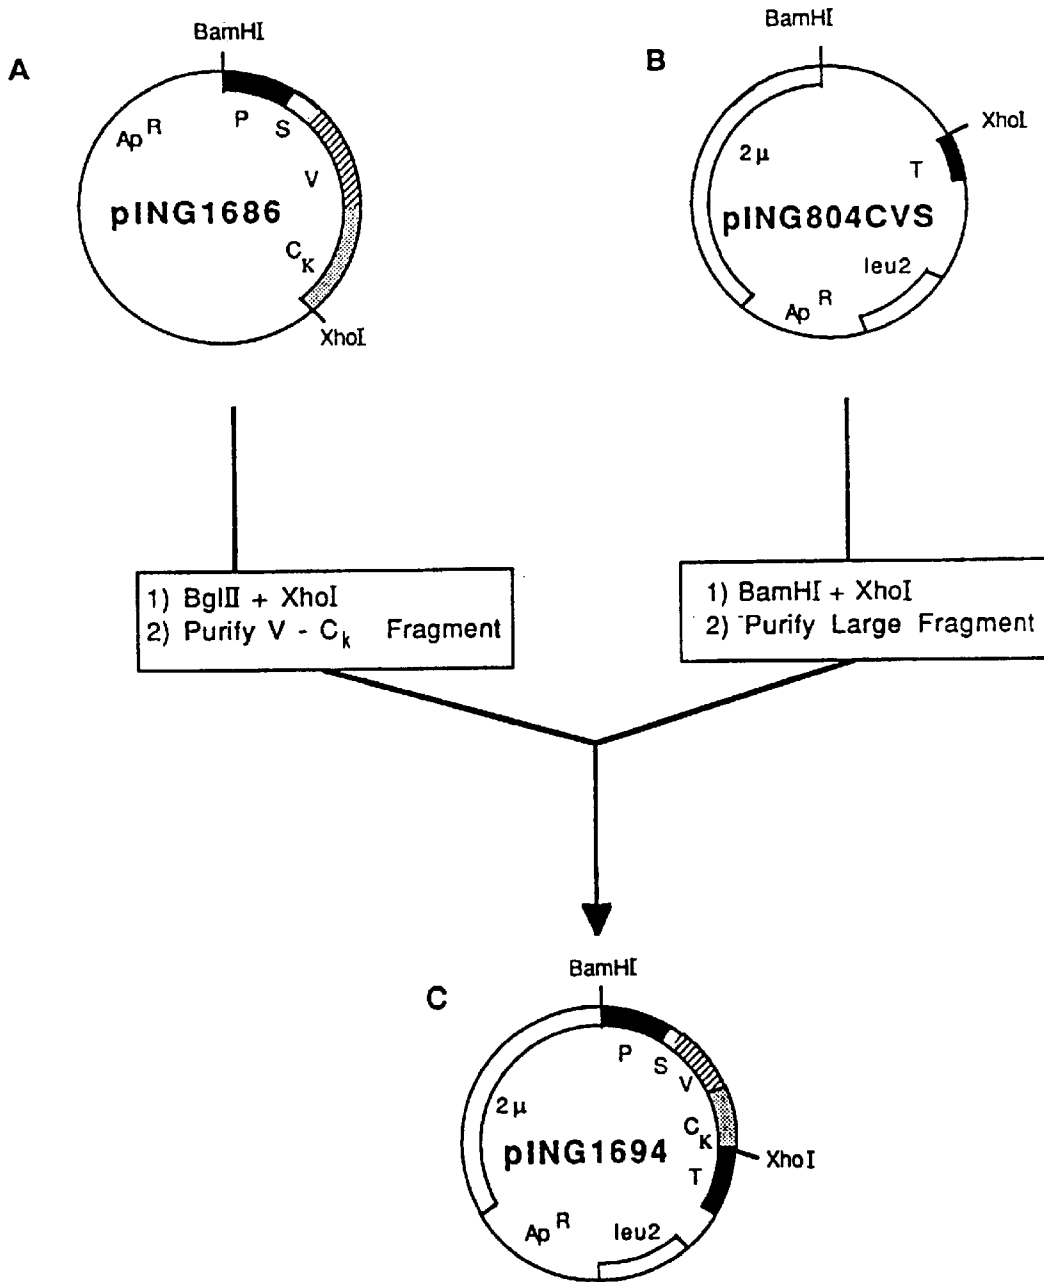 A
BamHI
Ap R
P
S
V
pING1686
C K
XhoI
B
BamHI
XhoI
2μ
T
pING804CVS
leu2
Ap R
1) BglII + XhoI
2) Purify V - Ck Fragment
1) BamHI + XhoI
2) Purify Large Fragment
C
BamHI
P
S
V
2μ
C K
pING1694
XhoI
T
Ap R
leu2